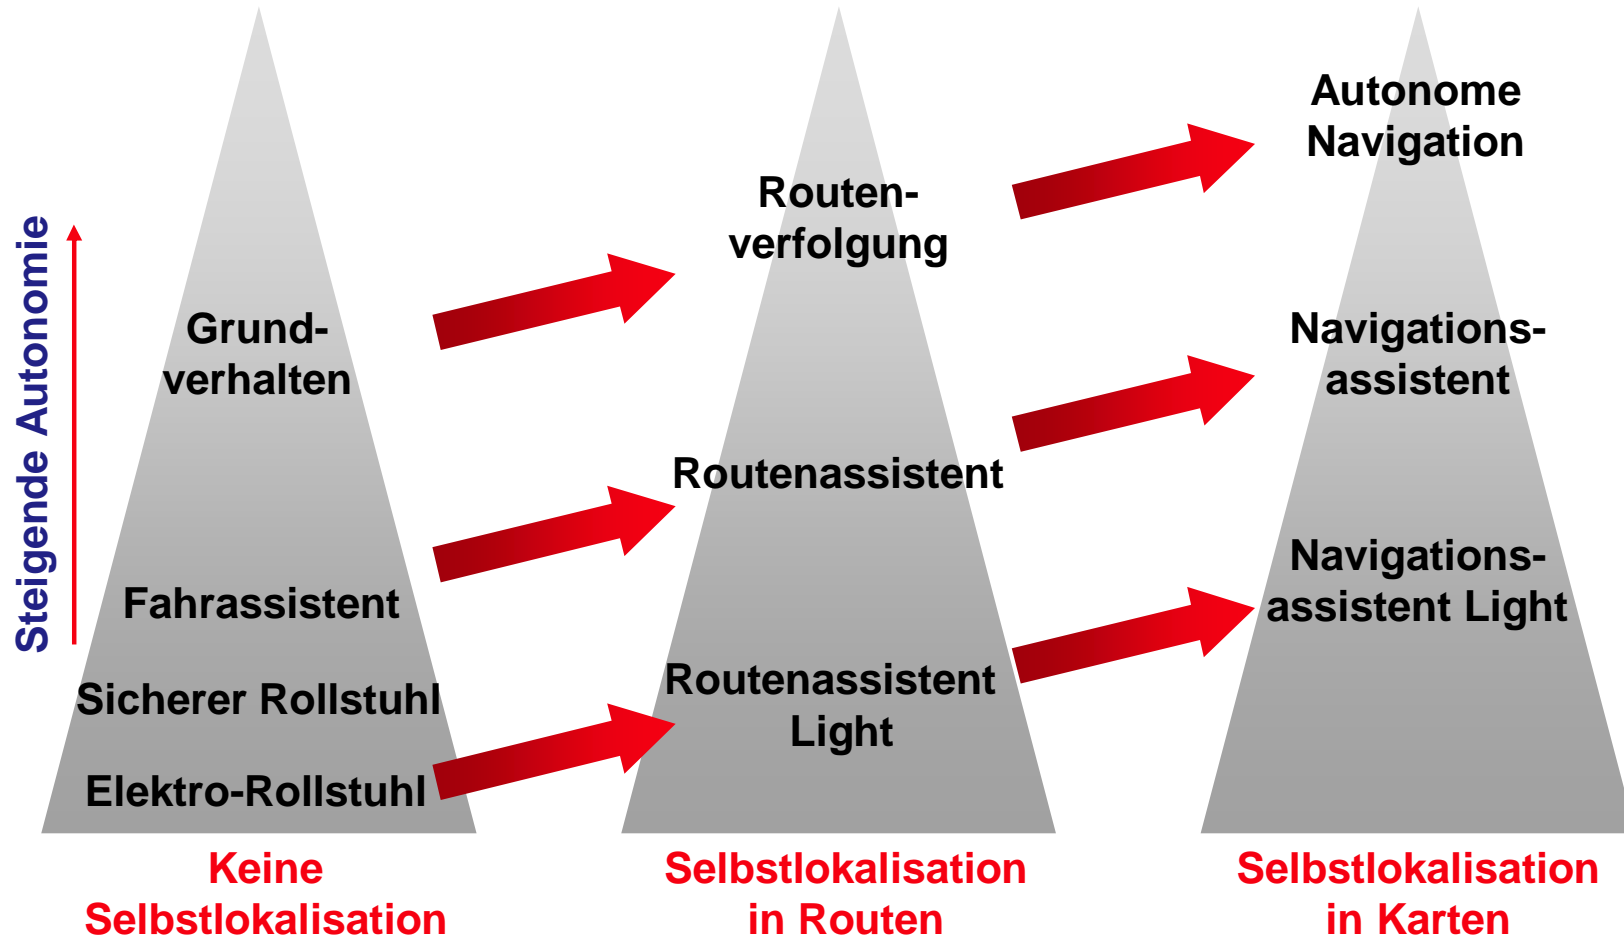 Steigende Autonomie
Grund-
verhalten
Fahrassistent
Sicherer Rollstuhl
Elektro-Rollstuhl
Keine
Selbstlokalisation
Routen-
verfolgung
Routenassistent
Routenassistent
Light
Selbstlokalisation
in Routen
Autonome
Navigation
Navigations-
assistent
Navigations-
assistent Light
Selbstlokalisation
in Karten